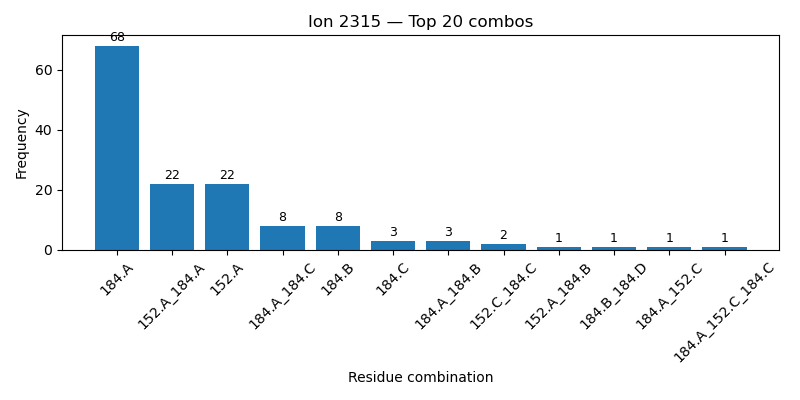 Ion 2315 — Top 20 combos
Frequency
60
40
20
0
68
22
22
8
8
3
3
2
1
1
1
1
184.A
152.A_184.A
152.A
184.A_184.C
184.B
184.C
184.A_184.B
152.C_184.C
152.A_184.B
184.B_184.D
184.A_152.C
184.A_152.C_184.C
Residue combination